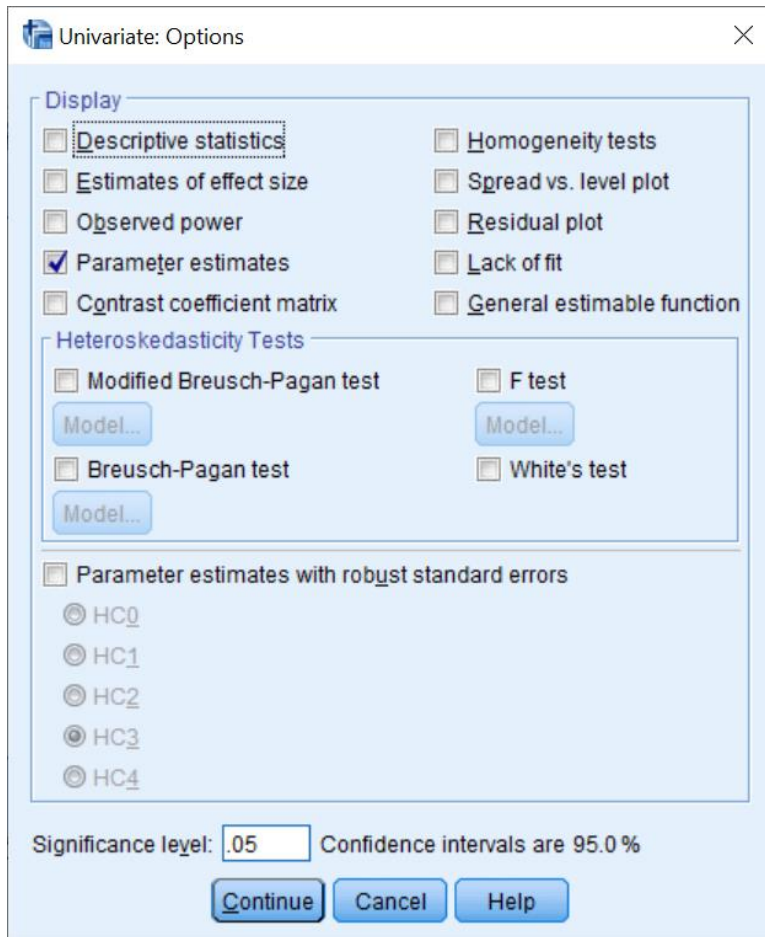 Univariate: Options
Display
Descriptive statistics
Homogeneity tests
Estimates of effect size
Spread vs. level plot
Observed power
Residual plot
Parameter estimates
Lack of fit
Contrast coefficient matrix
General estimable function
Heteroskedasticity Tests
Modified Breusch-Pagan test
F test
Model...
Model...
Breusch-Pagan test
White's test
Model...
Parameter estimates with robust standard errors
HC0
HC1
HC2
HC3
HC4
Significance level: .05 Confidence intervals are 95.0 %
Continue Cancel Help